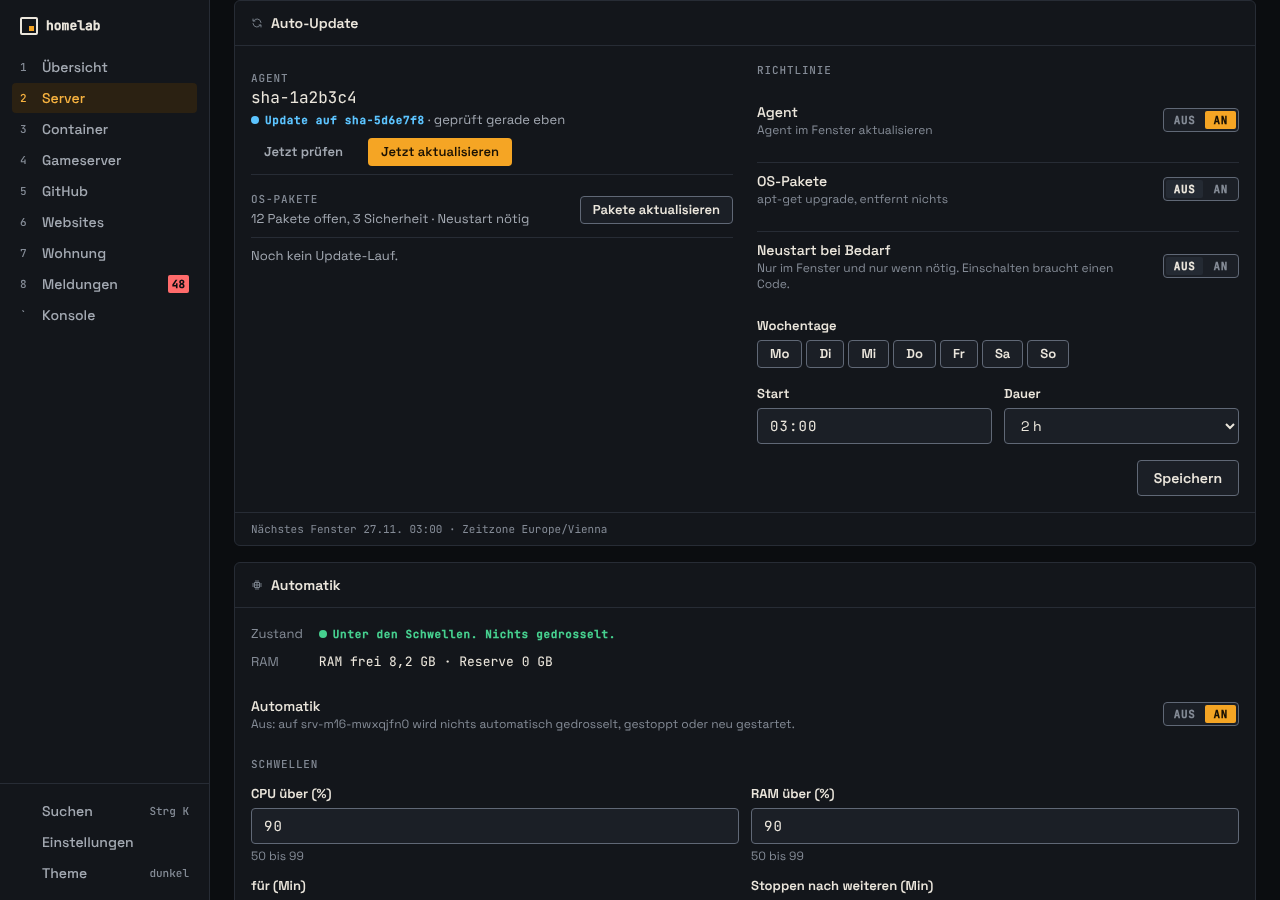 homelab
1 Übersicht
2 Server
3 Container
4 Gameserver
5 GitHub
6 Websites
7 Wohnung
8 Meldungen 48
` Konsole
Suchen Strg K
Einstellungen
Theme dunkel
Auto-Update
AGENT
sha-1a2b3c4
Update auf sha-5d6e7f8 · geprüft gerade eben
Jetzt prüfen Jetzt aktualisieren
OS-PAKETE
12 Pakete offen, 3 Sicherheit · Neustart nötig
Pakete aktualisieren
Noch kein Update-Lauf.
RICHTLINIE
Agent
Agent im Fenster aktualisieren
AUS AN
OS-Pakete
apt-get upgrade, entfernt nichts
AUS AN
Neustart bei Bedarf
Nur im Fenster und nur wenn nötig. Einschalten braucht einen
Code.
AUS AN
Wochentage
Mo Di Mi Do Fr Sa So
Start Dauer
03:00 2 h
Speichern
Nächstes Fenster 27.11. 03:00 · Zeitzone Europe/Vienna
Automatik
Zustand Unter den Schwellen. Nichts gedrosselt.
RAM RAM frei 8,2 GB · Reserve 0 GB
Automatik
Aus: auf srv-m16-mwxqjfn0 wird nichts automatisch gedrosselt, gestoppt oder neu gestartet.
AUS AN
SCHWELLEN
CPU über (%) RAM über (%)
90 90
50 bis 99 50 bis 99
für (Min) Stoppen nach weiteren (Min)